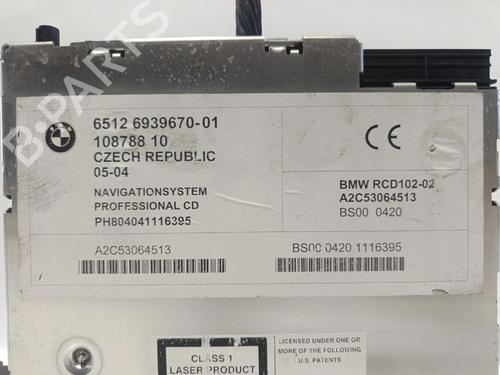 B-PARTS
BMW
6512 6939670-01
108788 10
CZECH REPUBLIC
05-04
NAVIGATIONSYSTEM
PROFESSIONAL CD
PH804041116395
CE
BMW RCD102-02
A2C53064513
BS00 0420
A2C53064513
BS00 0420 1116395
CLASS 1
LASER PRODUCT
LICENSED UNDER ONE OR
MORE OF THE FOLLOWING
U.S. PATENTS